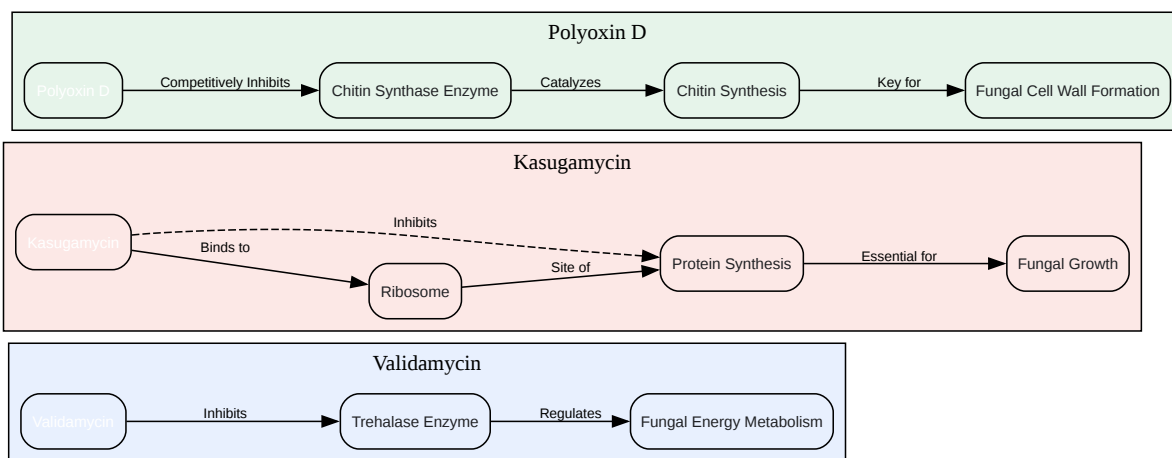 Polyoxin D
Polyoxin D
Competitively Inhibits
Chitin Synthase Enzyme
Catalyzes
Chitin Synthesis
Key for
Fungal Cell Wall Formation
Kasugamycin
Kasugamycin
Inhibits
Binds to
Ribosome
Site of
Protein Synthesis
Essential for
Fungal Growth
Validamycin
Validamycin
Inhibits
Trehalase Enzyme
Regulates
Fungal Energy Metabolism